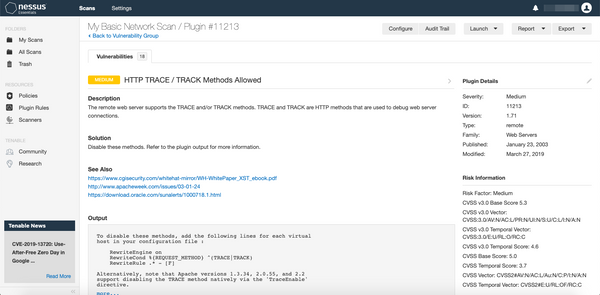 nessus
Essentials
Scans
Settings
FOLDERS
My Scans
All Scans
Trash
RESOURCES
Policies
Plugin Rules
Scanners
TENABLE
Community
Research
Tenable News
CVE-2019-13720: Use-
After-Free Zero Day in
Google ...
Read More
My Basic Network Scan / Plugin #11213
Back to Vulnerability Group
Configure
Audit Trail
Launch
Report
Export
Vulnerabilities 18
MEDIUM
HTTP TRACE / TRACK Methods Allowed
Description
The remote web server supports the TRACE and/or TRACK methods. TRACE and TRACK are HTTP methods that are used to debug web server
connections.
Solution
Disable these methods. Refer to the plugin output for more information.
See Also
https://www.cgisecurity.com/whitehat-mirror/WH-WhitePaper_XST_ebook.pdf
http://www.apacheweek.com/issues/03-01-24
https://download.oracle.com/sunalerts/1000718.1.html
Output
To disable these methods, add the following lines for each virtual
host in your configuration file :
RewriteEngine on
RewriteCond %{REQUEST_METHOD} ^(TRACE|TRACK)
RewriteRule .* - [F]
Alternatively, note that Apache versions 1.3.34, 2.0.55, and 2.2
support disabling the TRACE method natively via the 'TraceEnable'
directive.
Plugin Details
Severity: Medium
ID: 11213
Version: 1.71
Type: remote
Family: Web Servers
Published: January 23, 2003
Modified: March 27, 2019
Risk Information
Risk Factor: Medium
CVSS v3.0 Base Score 5.3
CVSS v3.0 Vector:
CVSS:3.0/AV:N/AC:L/PR:N/UI:N/S:U/C:L/I:N/A:N
CVSS v3.0 Temporal Vector:
CVSS:3.0/E:U/RL:O/RC:C
CVSS v3.0 Temporal Score: 4.6
CVSS Base Score: 5.0
CVSS Temporal Score: 3.7
CVSS Vector: CVSS2#AV:N/AC:L/Au:N/C:P/I:N/A:N
CVSS Temporal Vector: CVSS2#E:U/RL:OF/RC:C